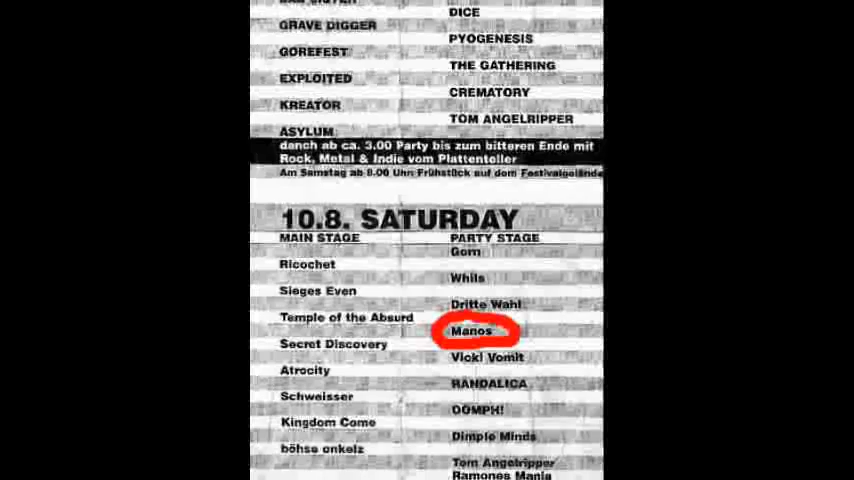 GRAVE DIGGER
GOREFEST
EXPLOITED
KREATOR
ASYLUM
DICE
PYOGENESIS
THE GATHERING
CREMATORY
TOM ANGELRIPPER
danch ab ca. 3.00 Party bis zum bitteren Ende mit
Rock, Metal & Indie vom Plattenteller
Am Samstag ab 8.00 Uhn Frühstück auf dem Festivalgelände
10.8. SATURDAY
MAIN STAGE
Ricochet
Sieges Even
Temple of the Absurd
Secret Discovery
Atrocity
Schweisser
Kingdom Come
böhse onkelz
PARTY STAGE
Gorn
Whils
Dritte Wahl
Manos
Vicki Vomit
RANDALICA
OOMPH!
Dimple Minds
Tom Angelripper
Ramones Mania